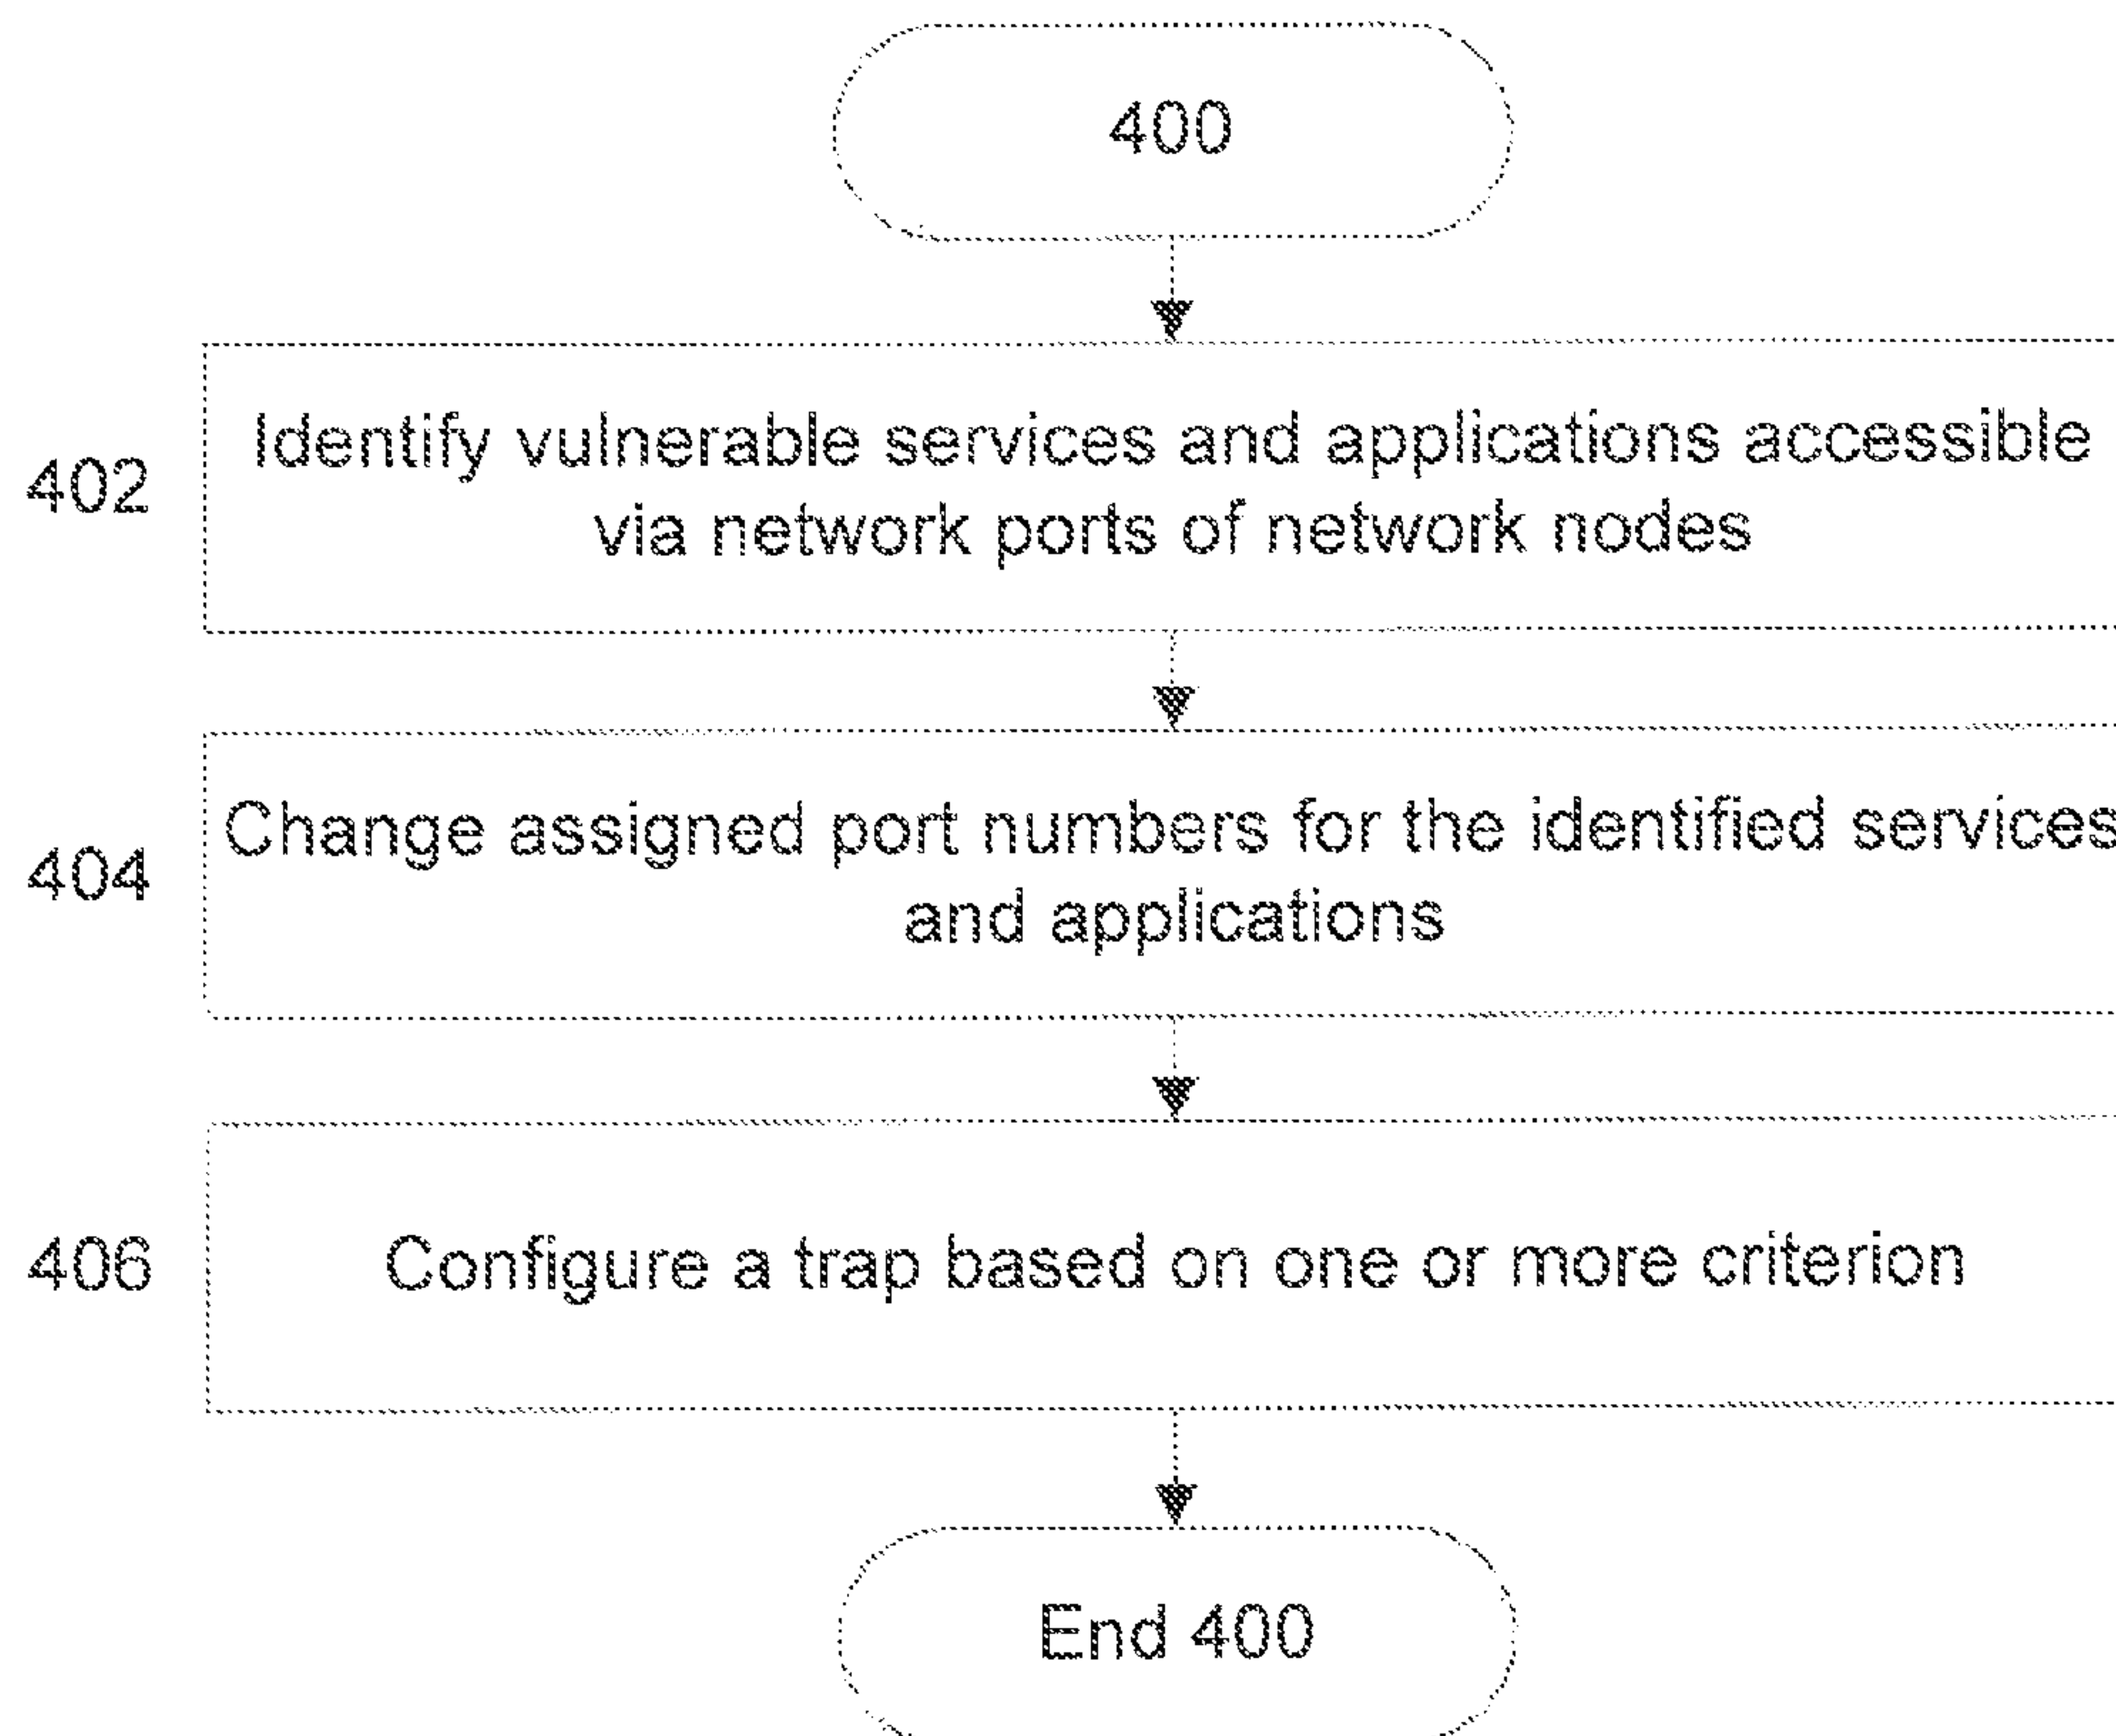 400
402
Identify vulnerable services and applications accessible
via network ports of network nodes
404
Change assigned port numbers for the identified services
and applications
406
Configure a trap based on one or more criterion
End 400